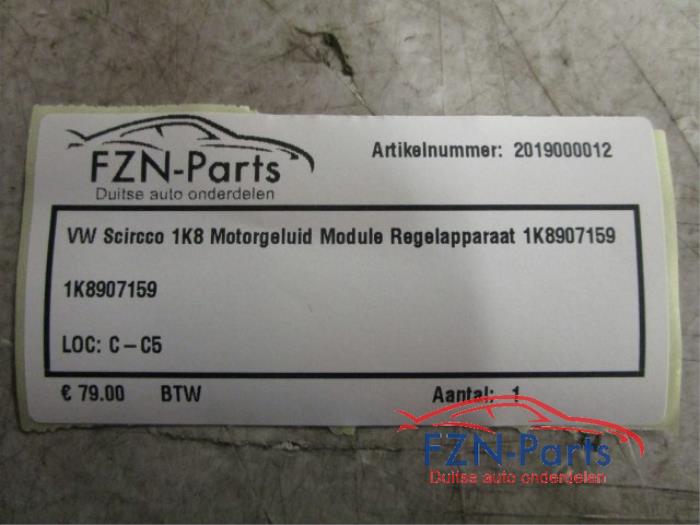 FZN-Parts
Duitse auto onderdelen
Artikelnummer: 2019000012
VW Scircco 1K8 Motorgeluid Module Regelapparaat 1K8907159
1K8907159
LOC: C-C5
€ 79.00 BTW Aantal: 1
FZN-Parts
Duitse auto onderdelen